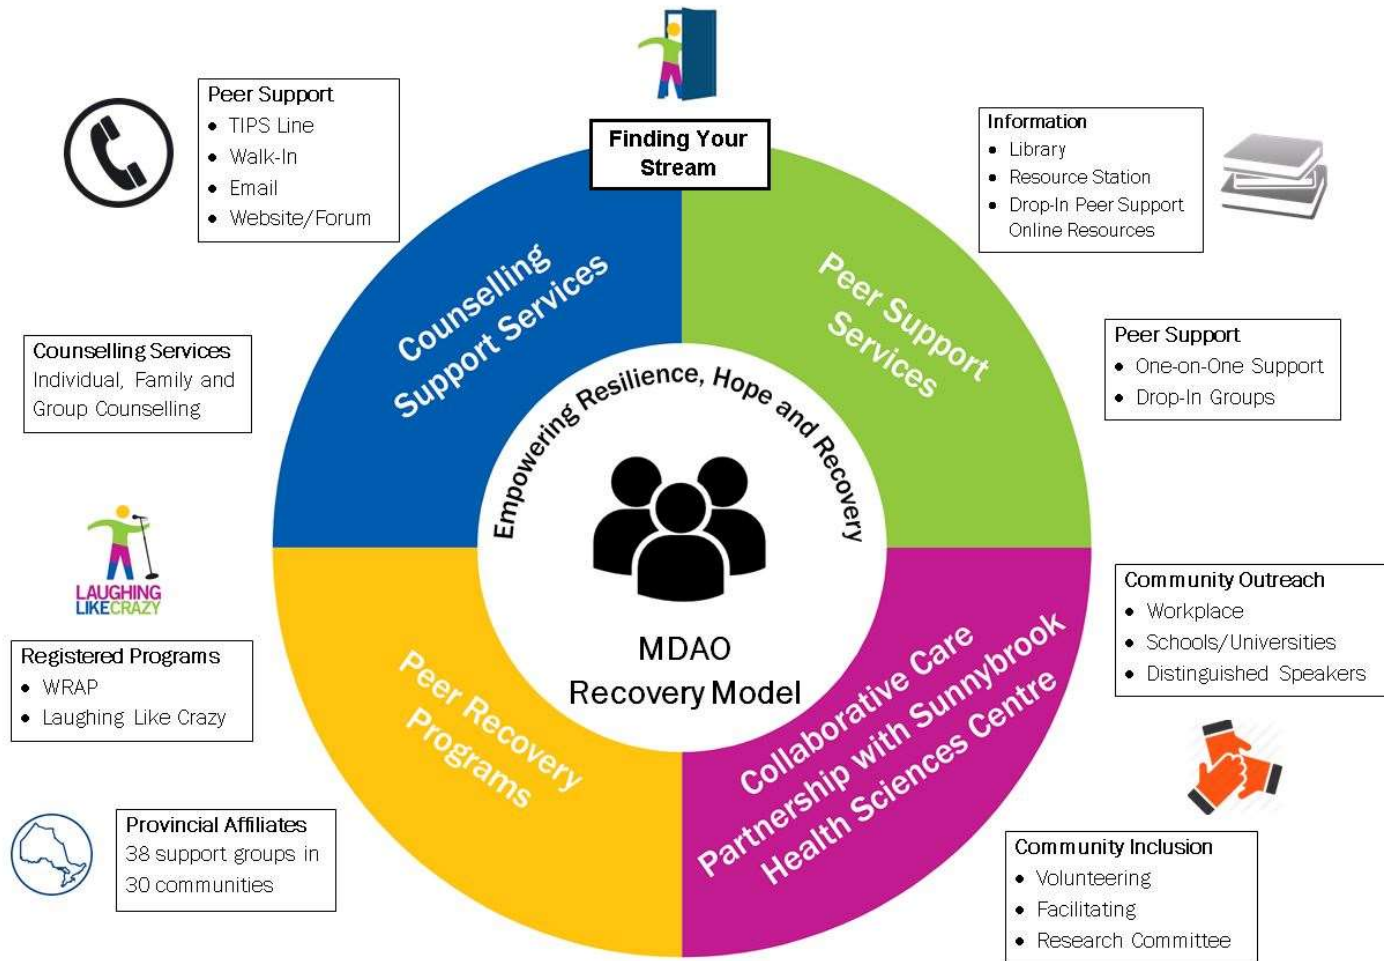 Finding Your
Stream
Peer Support
• TIPS Line
• Walk-In
• Email
• Website/Forum
Information
• Library
• Resource Station
• Drop-In Peer Support
Online Resources
Counselling
Support Services
Peer Support
Services
Counselling Services
Individual, Family and
Group Counselling
Peer Support
• One-on-One Support
• Drop-In Groups
Empowering Resilience, Hope and Recovery
MDAO
Recovery Model
LAUGHING
LIKECRAZY
Registered Programs
• WRAP
• Laughing Like Crazy
Community Outreach
• Workplace
• Schools/Universities
• Distinguished Speakers
Peer Recovery
Programs
Collaborative Care
Partnership with Sunnybrook
Health Sciences Centre
Provincial Affiliates
38 support groups in
30 communities
Community Inclusion
• Volunteering
• Facilitating
• Research Committee